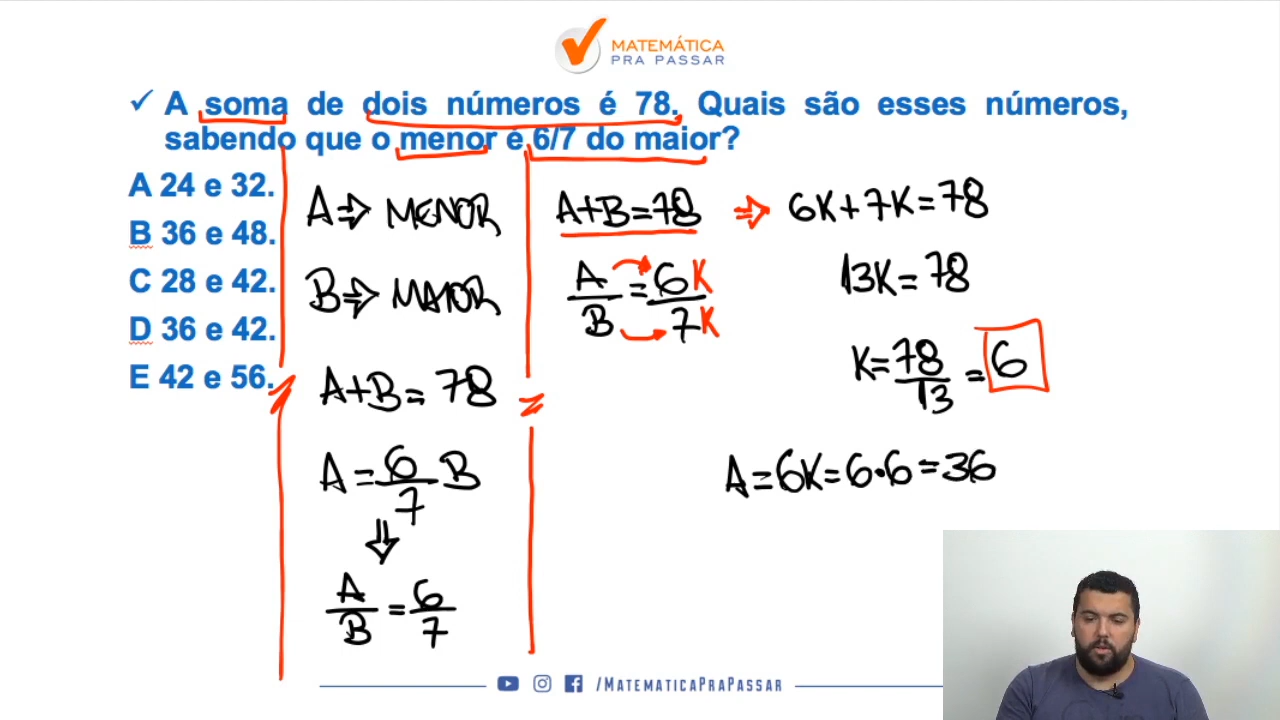 MATEMÁTICA
PRA PASSAR
✓ A soma de dois números é 78. Quais são esses números,
sabendo que o menor é 6/7 do maior?
A 24 e 32.
B 36 e 48.
C 28 e 42.
D 36 e 42.
E 42 e 56.
A ⇒ MENOR
B ⇒ MAIOR
A+B=78
A=6/7 B
⇓
A/B=6/7
A+B=78 ⇒ 6K+7K=78
A/B=6K/7K
13K=78
K=78/13=6
A=6K=6•6=36
/MATEMATICAPRAPASSAR